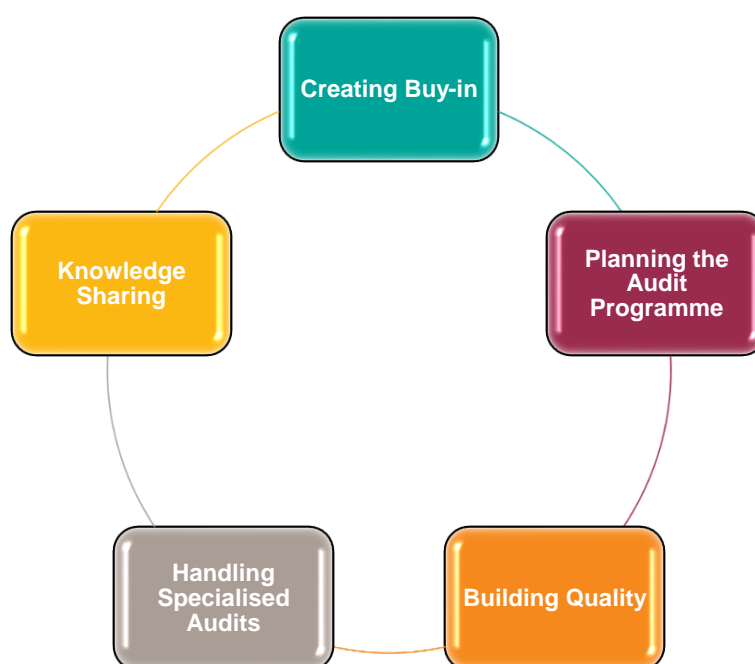 Creating Buy-in
Planning the
Audit
Programme
Building Quality
Handling
Specialised
Audits
Knowledge
Sharing